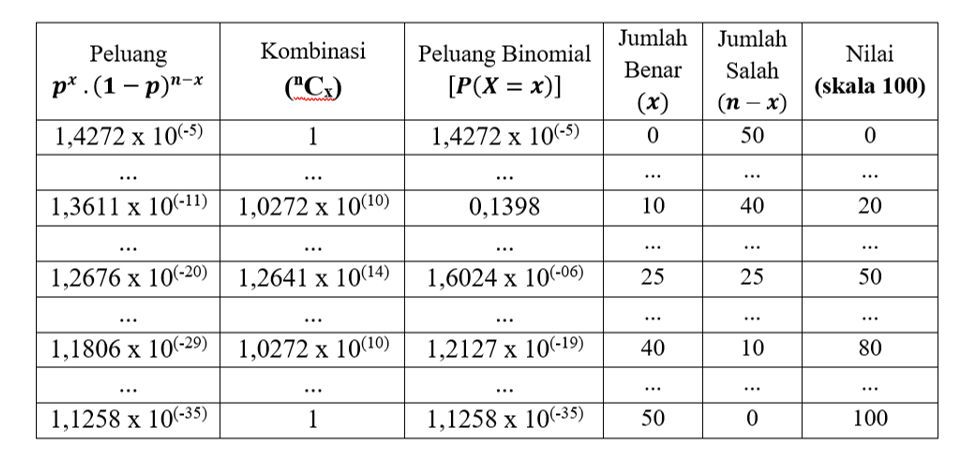 Peluang Kombinasi Peluang Binomial Jumlah Jumlah Nilai
pˣ . (1 − p)ⁿ⁻ˣ (ⁿCₓ) [P(X = x)] Benar Salah (skala 100)
(x) (n − x)
1,4272 x 10⁽⁻⁵⁾ 1 1,4272 x 10⁽⁻⁵⁾ 0 50 0
... ... ... ... ... ...
1,3611 x 10⁽⁻¹¹⁾ 1,0272 x 10⁽¹⁰⁾ 0,1398 10 40 20
... ... ... ... ... ...
1,2676 x 10⁽⁻²⁰⁾ 1,2641 x 10⁽¹⁴⁾ 1,6024 x 10⁽⁻⁰⁶⁾ 25 25 50
... ... ... ... ... ...
1,1806 x 10⁽⁻²⁹⁾ 1,0272 x 10⁽¹⁰⁾ 1,2127 x 10⁽⁻¹⁹⁾ 40 10 80
... ... ... ... ... ...
1,1258 x 10⁽⁻³⁵⁾ 1 1,1258 x 10⁽⁻³⁵⁾ 50 0 100